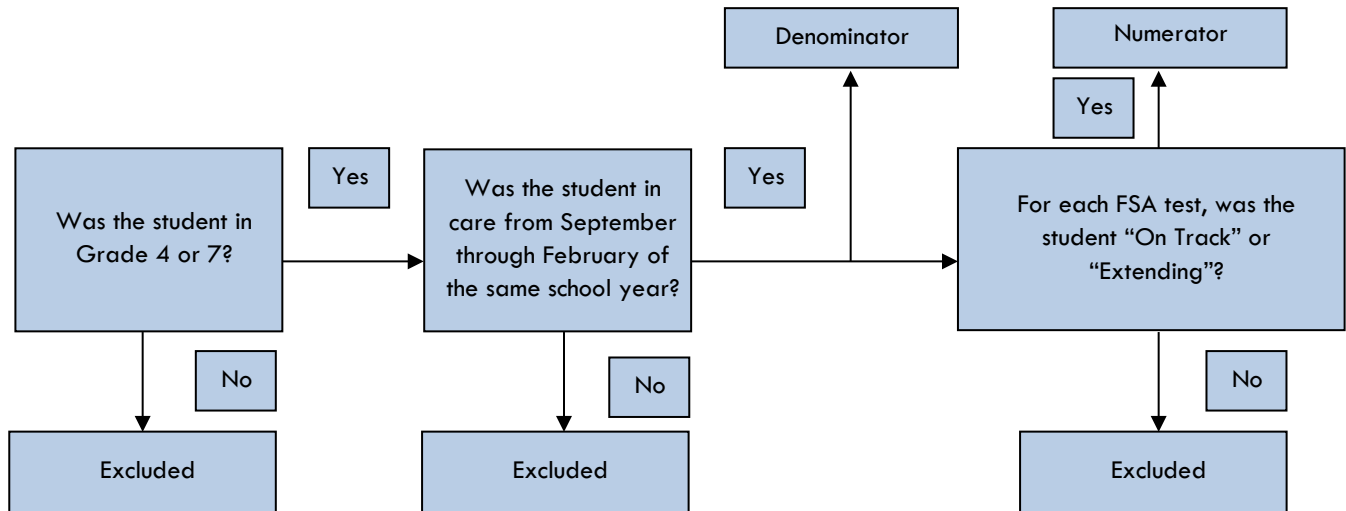 Denominator
Numerator
Yes
Was the student in
Grade 4 or 7?
Yes
Was the student in
care from September
through February of
the same school year?
Yes
For each FSA test, was the
student “On Track” or
“Extending”?
No
No
No
Excluded
Excluded
Excluded